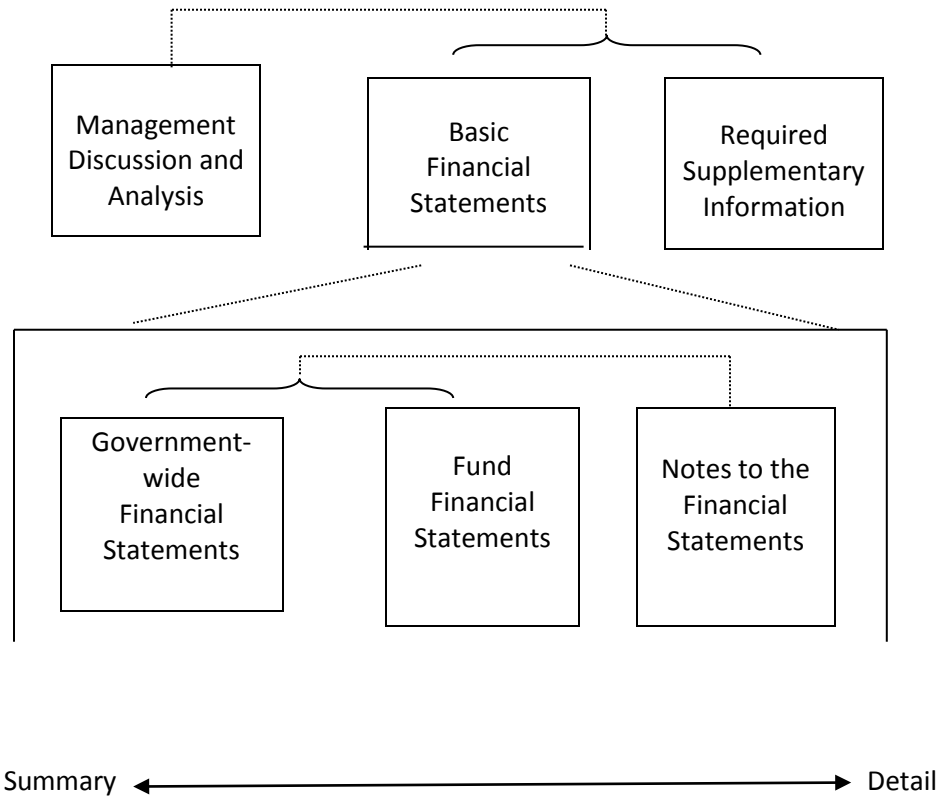 Management
Discussion and
Analysis
Basic
Financial
Statements
Required
Supplementary
Information
Government-
wide
Financial
Statements
Fund
Financial
Statements
Notes to the
Financial
Statements
Summary
Detail